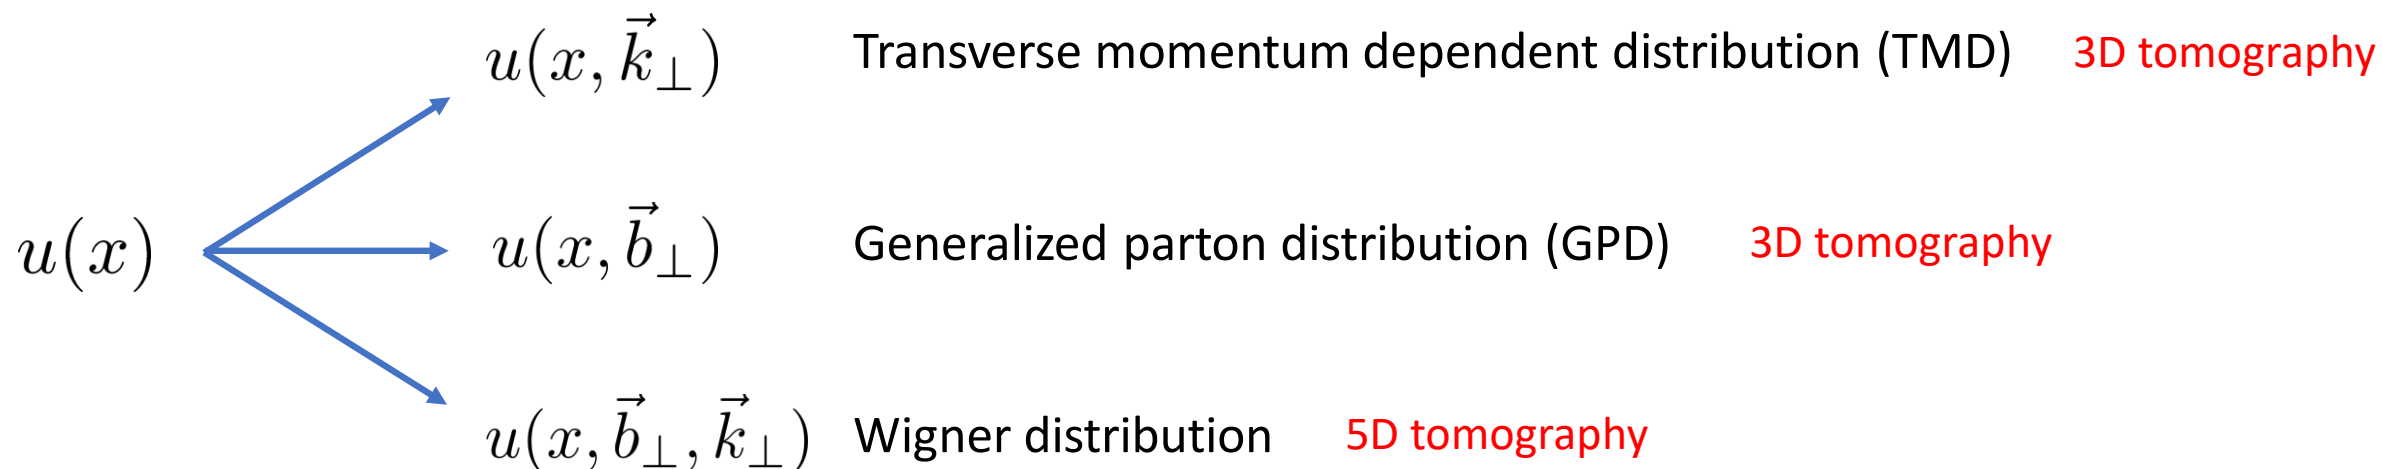 u(x, k⃗⊥) Transverse momentum dependent distribution (TMD) 3D tomography
u(x) u(x, b⃗⊥) Generalized parton distribution (GPD) 3D tomography
u(x, b⃗⊥, k⃗⊥) Wigner distribution 5D tomography